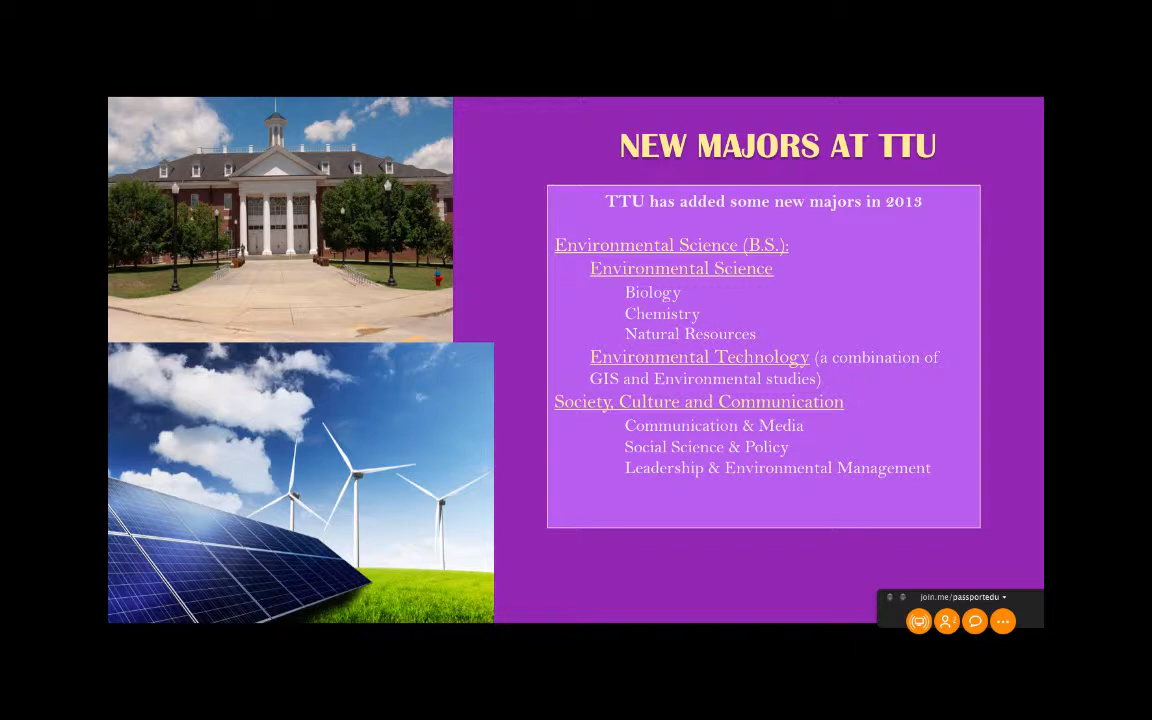 NEW MAJORS AT TTU
TTU has added some new majors in 2013
Environmental Science (B.S.):
Environmental Science
Biology
Chemistry
Natural Resources
Environmental Technology (a combination of
GIS and Environmental studies)
Society, Culture and Communication
Communication & Media
Social Science & Policy
Leadership & Environmental Management
join.me/passportedu
2